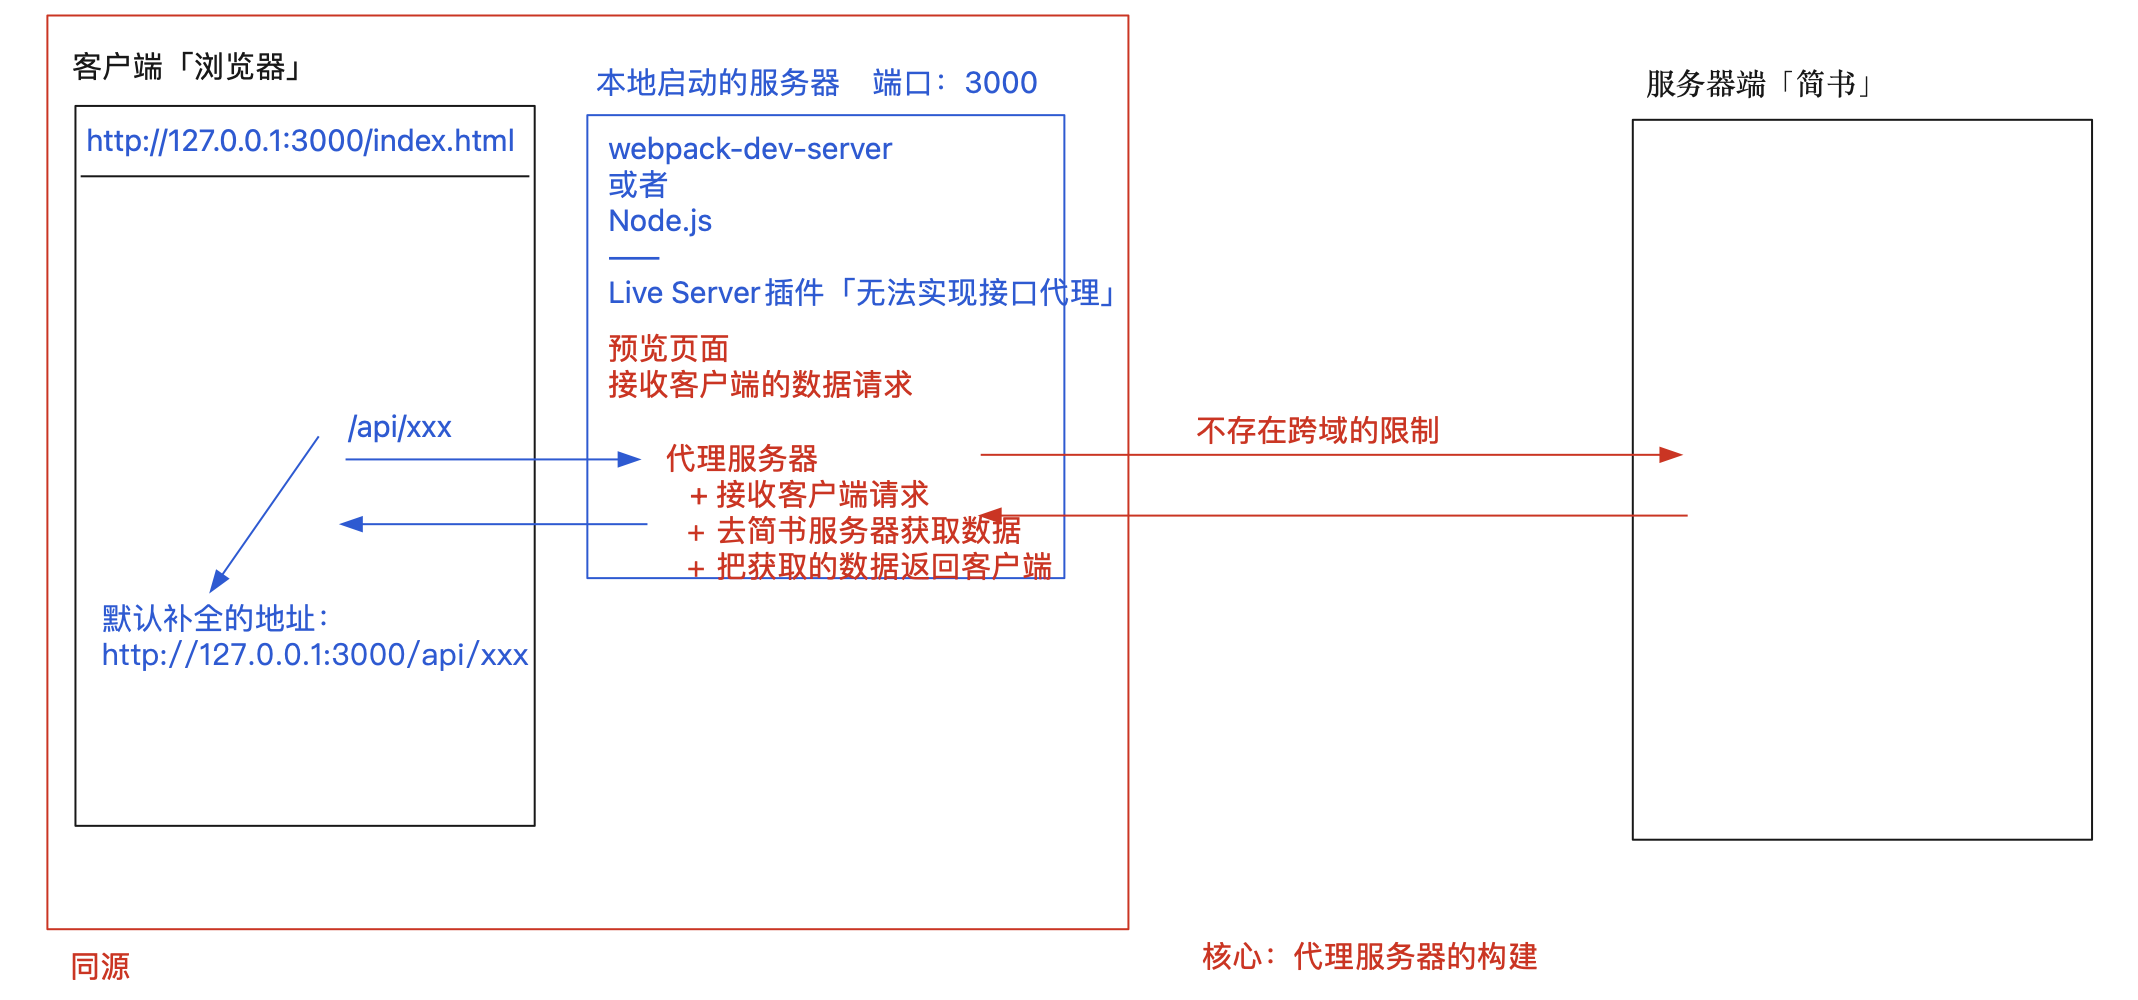 客户端「浏览器」
http://127.0.0.1:3000/index.html
/api/xxx
默认补全的地址：
http://127.0.0.1:3000/api/xxx
本地启动的服务器 端口：3000
webpack-dev-server
或者
Node.js
——
Live Server插件「无法实现接口代理」
预览页面
接收客户端的数据请求
代理服务器
+ 接收客户端请求
+ 去简书服务器获取数据
+ 把获取的数据返回客户端
不存在跨域的限制
服务器端「简书」
同源
核心：代理服务器的构建